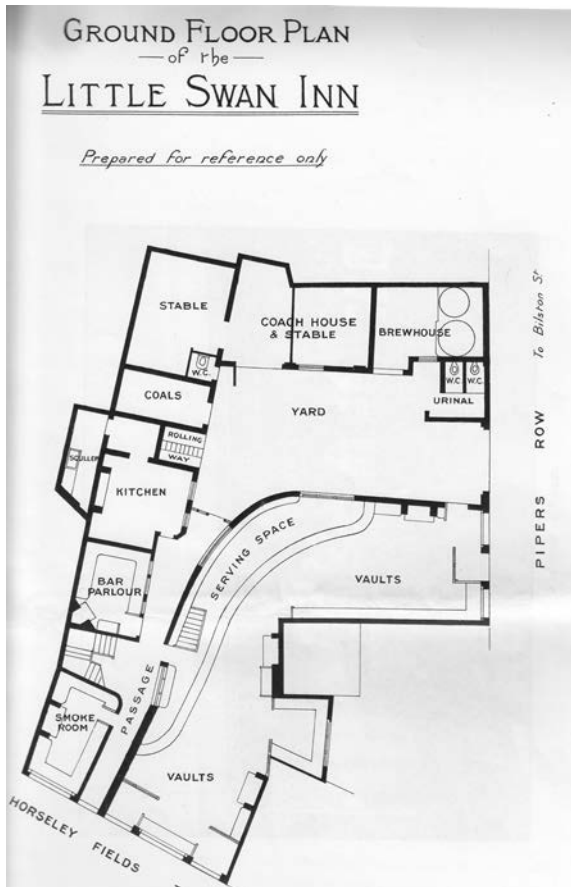 GROUND FLOOR PLAN
of the
LITTLE SWAN INN
Prepared for reference only
STABLE
COACH HOUSE
& STABLE
BREWHOUSE
To Bilston St
W.C.
W.C.
W.C.
COALS
YARD
URINAL
ROLLING
WAY
SCULLERY
KITCHEN
SERVING SPACE
PIPERS ROW
BAR
PARLOUR
VAULTS
PASSAGE
SMOKE
ROOM
VAULTS
HORSELEY FIELDS